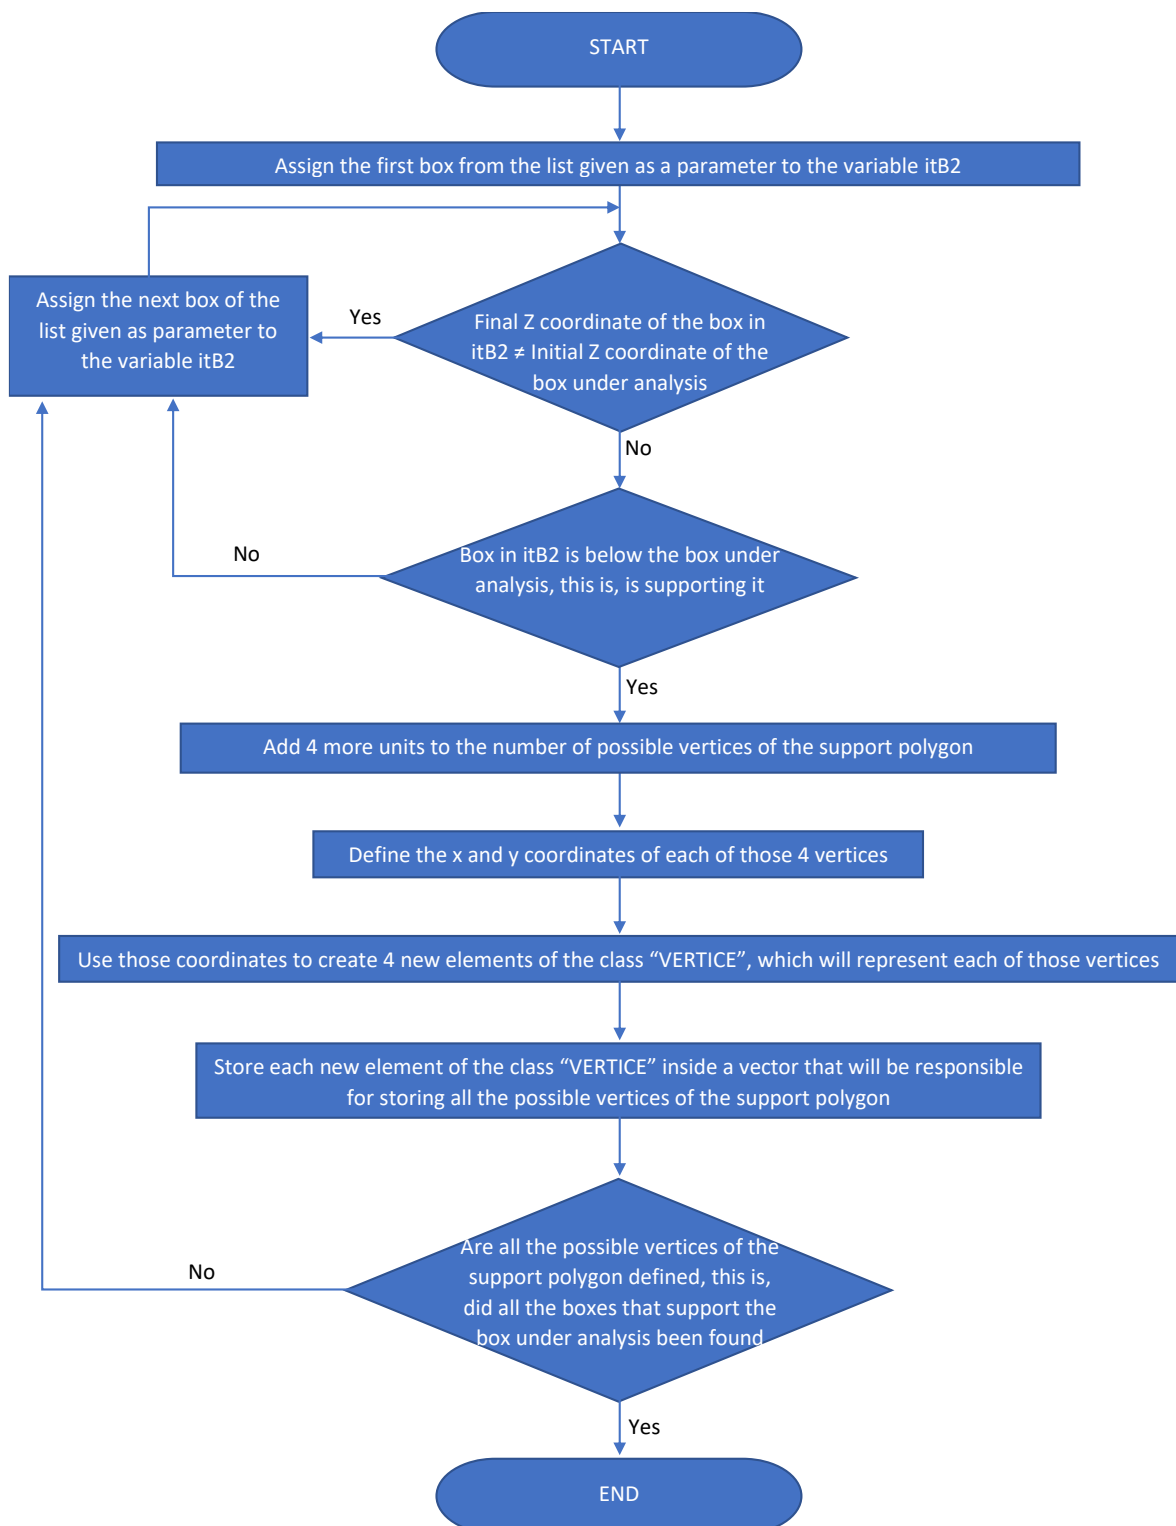 START
Assign the first box from the list given as a parameter to the variable itB2
Assign the next box of the
list given as parameter to
the variable itB2
Yes
Final Z coordinate of the box in
itB2 ≠ Initial Z coordinate of the
box under analysis
No
No
Box in itB2 is below the box under
analysis, this is, is supporting it
Yes
Add 4 more units to the number of possible vertices of the support polygon
Define the x and y coordinates of each of those 4 vertices
Use those coordinates to create 4 new elements of the class “VERTICE”, which will represent each of those vertices
Store each new element of the class “VERTICE” inside a vector that will be responsible
for storing all the possible vertices of the support polygon
No
Are all the possible vertices of the
support polygon defined, this is,
did all the boxes that support the
box under analysis been found
Yes
END